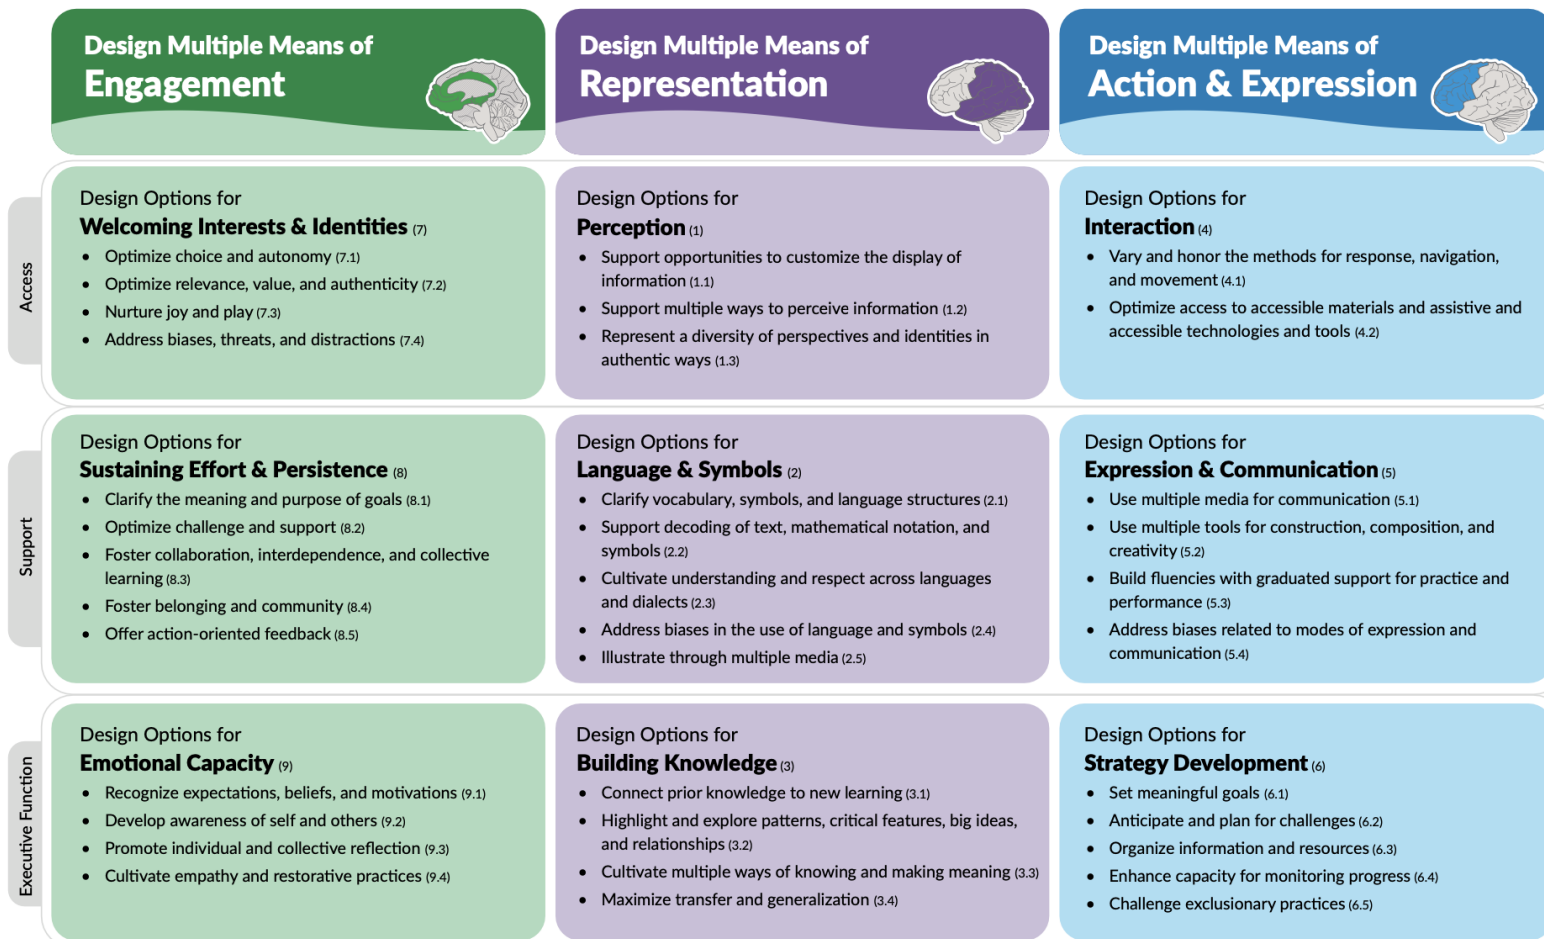 Design Multiple Means of
Engagement
Design Multiple Means of
Representation
Design Multiple Means of
Action & Expression
Access
Design Options for
Welcoming Interests & Identities (7)
• Optimize choice and autonomy (7.1)
• Optimize relevance, value, and authenticity (7.2)
• Nurture joy and play (7.3)
• Address biases, threats, and distractions (7.4)
Design Options for
Perception (1)
• Support opportunities to customize the display of
information (1.1)
• Support multiple ways to perceive information (1.2)
• Represent a diversity of perspectives and identities in
authentic ways (1.3)
Design Options for
Interaction (4)
• Vary and honor the methods for response, navigation,
and movement (4.1)
• Optimize access to accessible materials and assistive and
accessible technologies and tools (4.2)
Support
Design Options for
Sustaining Effort & Persistence (8)
• Clarify the meaning and purpose of goals (8.1)
• Optimize challenge and support (8.2)
• Foster collaboration, interdependence, and collective
learning (8.3)
• Foster belonging and community (8.4)
• Offer action-oriented feedback (8.5)
Design Options for
Language & Symbols (2)
• Clarify vocabulary, symbols, and language structures (2.1)
• Support decoding of text, mathematical notation, and
symbols (2.2)
• Cultivate understanding and respect across languages
and dialects (2.3)
• Address biases in the use of language and symbols (2.4)
• Illustrate through multiple media (2.5)
Design Options for
Expression & Communication (5)
• Use multiple media for communication (5.1)
• Use multiple tools for construction, composition, and
creativity (5.2)
• Build fluencies with graduated support for practice and
performance (5.3)
• Address biases related to modes of expression and
communication (5.4)
Executive Function
Design Options for
Emotional Capacity (9)
• Recognize expectations, beliefs, and motivations (9.1)
• Develop awareness of self and others (9.2)
• Promote individual and collective reflection (9.3)
• Cultivate empathy and restorative practices (9.4)
Design Options for
Building Knowledge (3)
• Connect prior knowledge to new learning (3.1)
• Highlight and explore patterns, critical features, big ideas,
and relationships (3.2)
• Cultivate multiple ways of knowing and making meaning (3.3)
• Maximize transfer and generalization (3.4)
Design Options for
Strategy Development (6)
• Set meaningful goals (6.1)
• Anticipate and plan for challenges (6.2)
• Organize information and resources (6.3)
• Enhance capacity for monitoring progress (6.4)
• Challenge exclusionary practices (6.5)